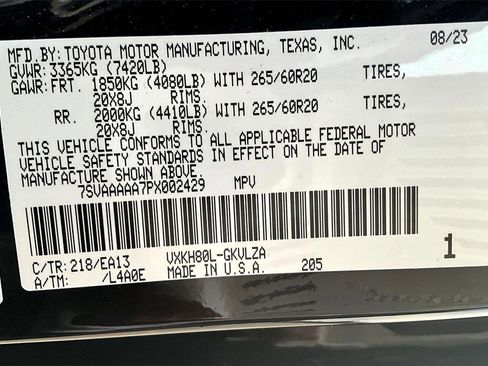 MFD.BY: TOYOTA MOTOR MANUFACTURING, TEXAS, INC. 08/23
GVWR: 3365KG (7420LB)
GAWR: FRT. 1850KG (4080LB) WITH 265/60R20 TIRES,
20X8J RIMS.
RR. 2000KG (4410LB) WITH 265/60R20 TIRES,
20X8J RIMS.
THIS VEHICLE CONFORMS TO ALL APPLICABLE FEDERAL MOTOR
VEHICLE SAFETY STANDARDS IN EFFECT ON THE DATE OF
MANUFACTURE SHOWN ABOVE.
7SVAAAAA7PX002429 MPV
C/TR: 218/EA13 VXKH80L-GKVLZA 1
A/TM: /L4A0E MADE IN U.S.A. 205